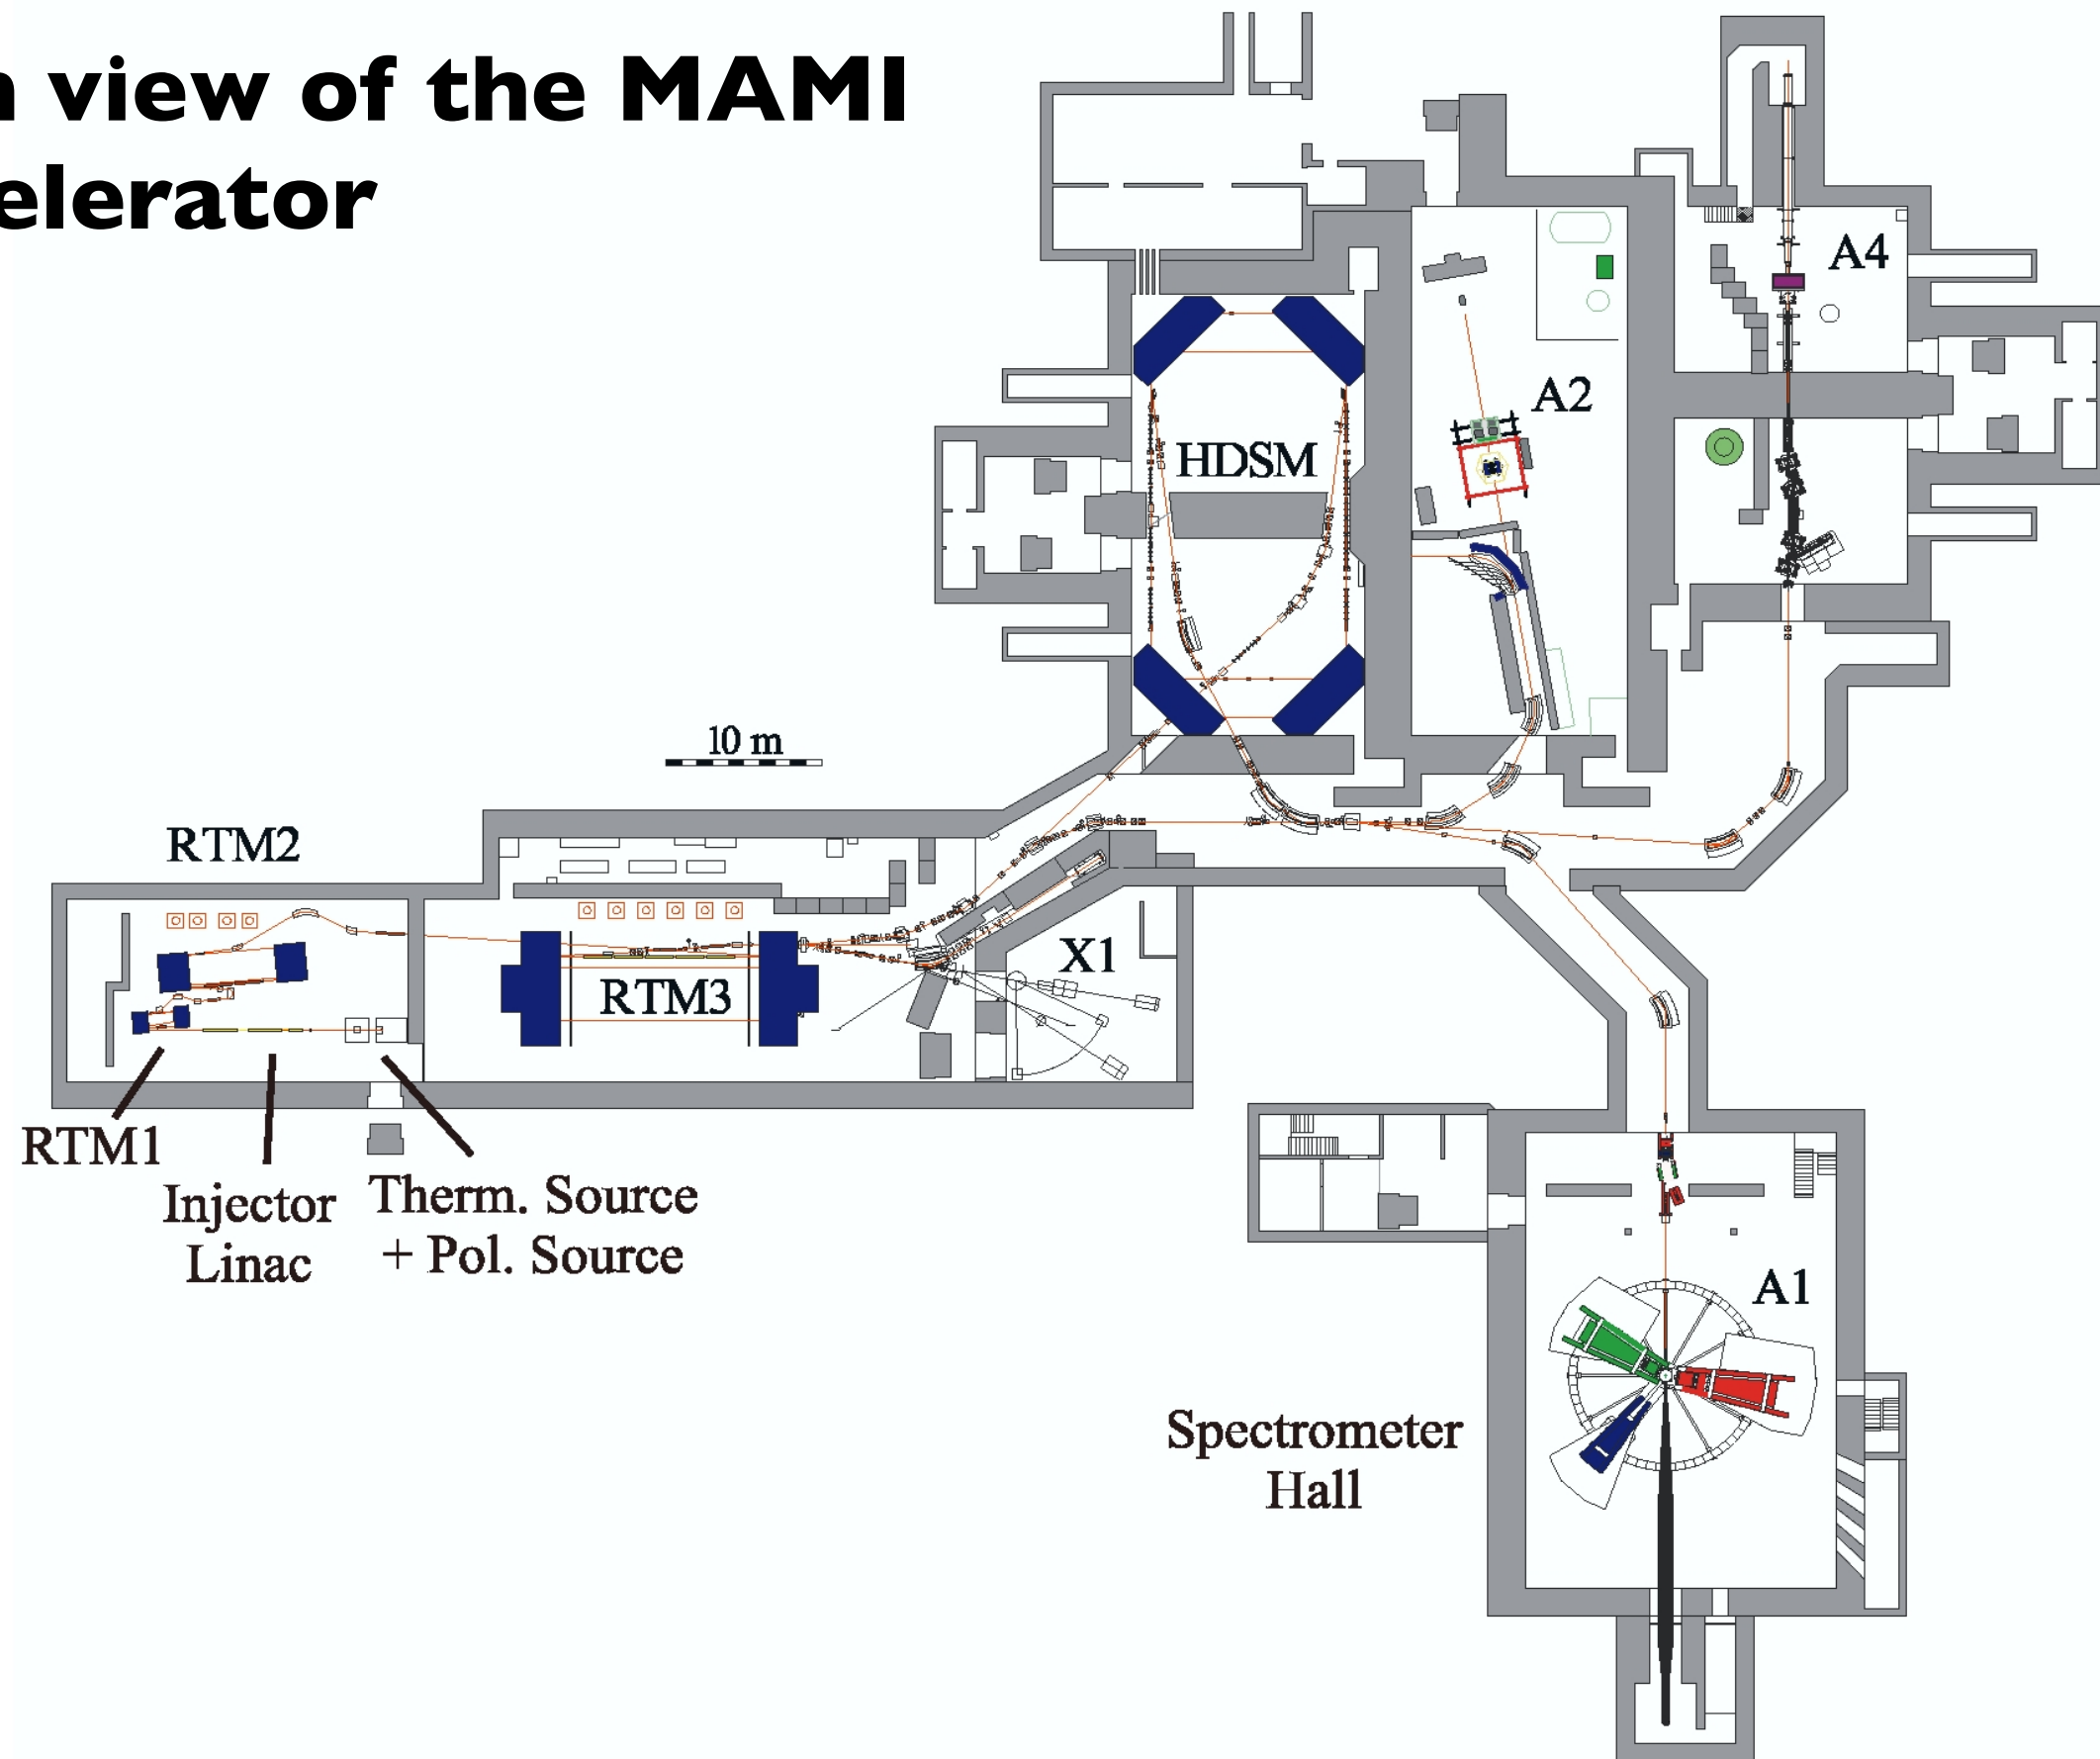 view of the MAMI
elerator
A4
A2
HDSM
10 m
RTM2
X1
RTM3
RTM1
Injector
Linac
Therm. Source
+ Pol. Source
A1
Spectrometer
Hall